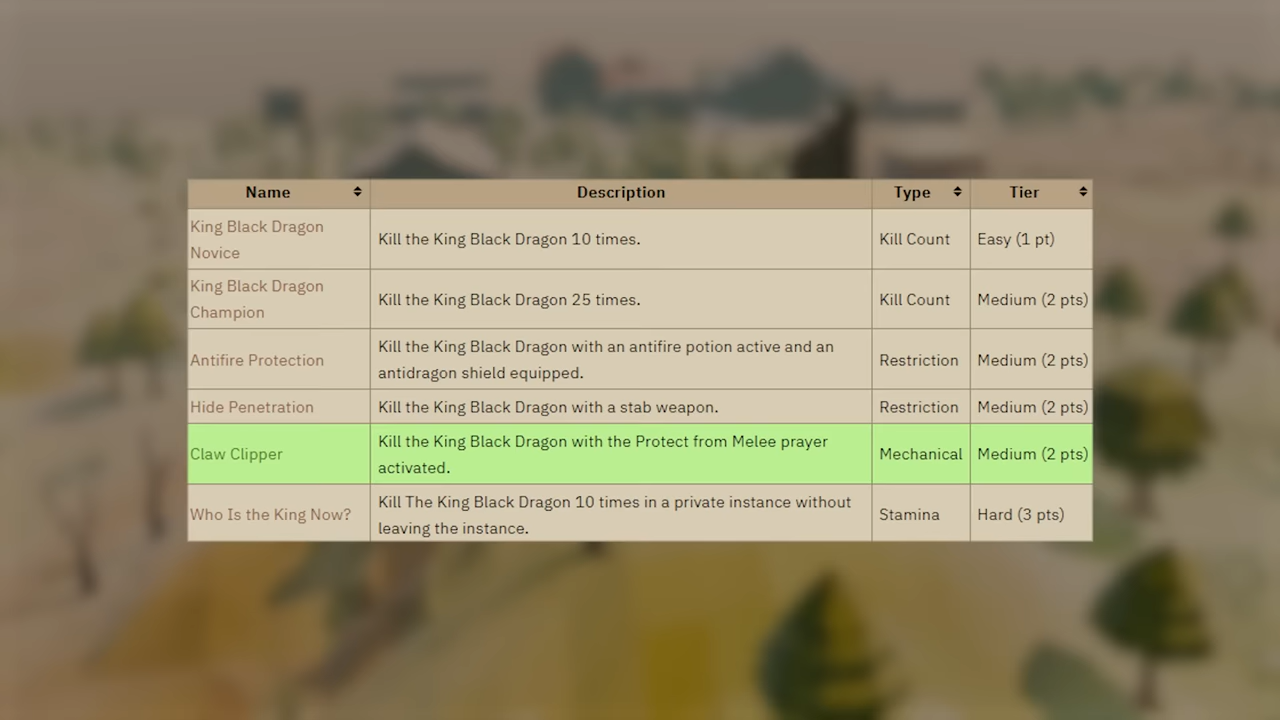 Name Description Type Tier
King Black Dragon
Novice
Kill the King Black Dragon 10 times.
Kill Count
Easy (1 pt)
King Black Dragon
Champion
Kill the King Black Dragon 25 times.
Kill Count
Medium (2 pts)
Antifire Protection
Kill the King Black Dragon with an antifire potion active and an
antidragon shield equipped.
Restriction
Medium (2 pts)
Hide Penetration
Kill the King Black Dragon with a stab weapon.
Restriction
Medium (2 pts)
Claw Clipper
Kill the King Black Dragon with the Protect from Melee prayer
activated.
Mechanical
Medium (2 pts)
Who Is the King Now?
Kill The King Black Dragon 10 times in a private instance without
leaving the instance.
Stamina
Hard (3 pts)